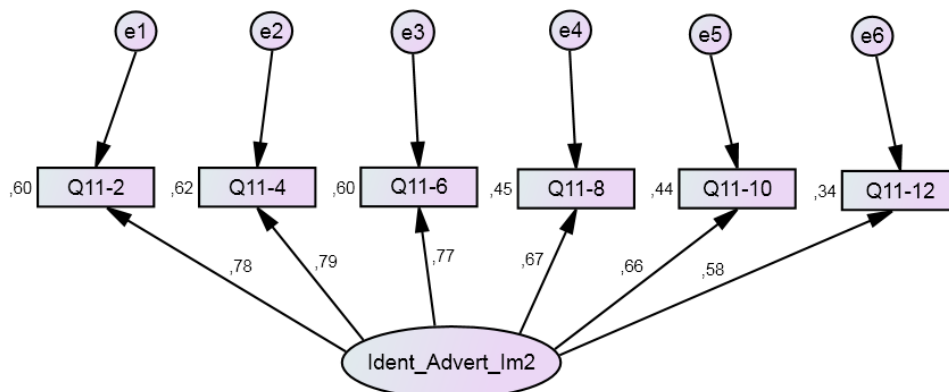 e1 e2 e3 e4 e5 e6
,60 Q11-2 ,62 Q11-4 ,60 Q11-6 ,45 Q11-8 ,44 Q11-10 ,34 Q11-12
,78 ,79 ,77 ,67 ,66 ,58
Ident_Advert_Im2